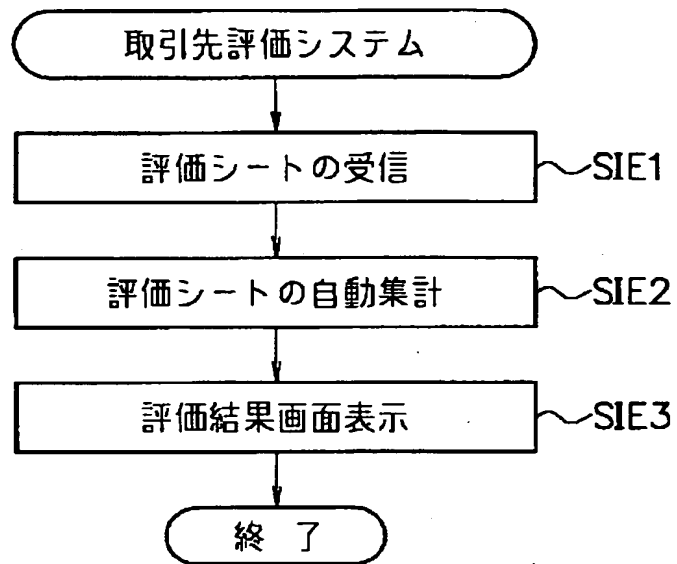 取引先評価システム
評価シートの受信
SIE1
評価シートの自動集計
SIE2
評価結果画面表示
SIE3
終 了